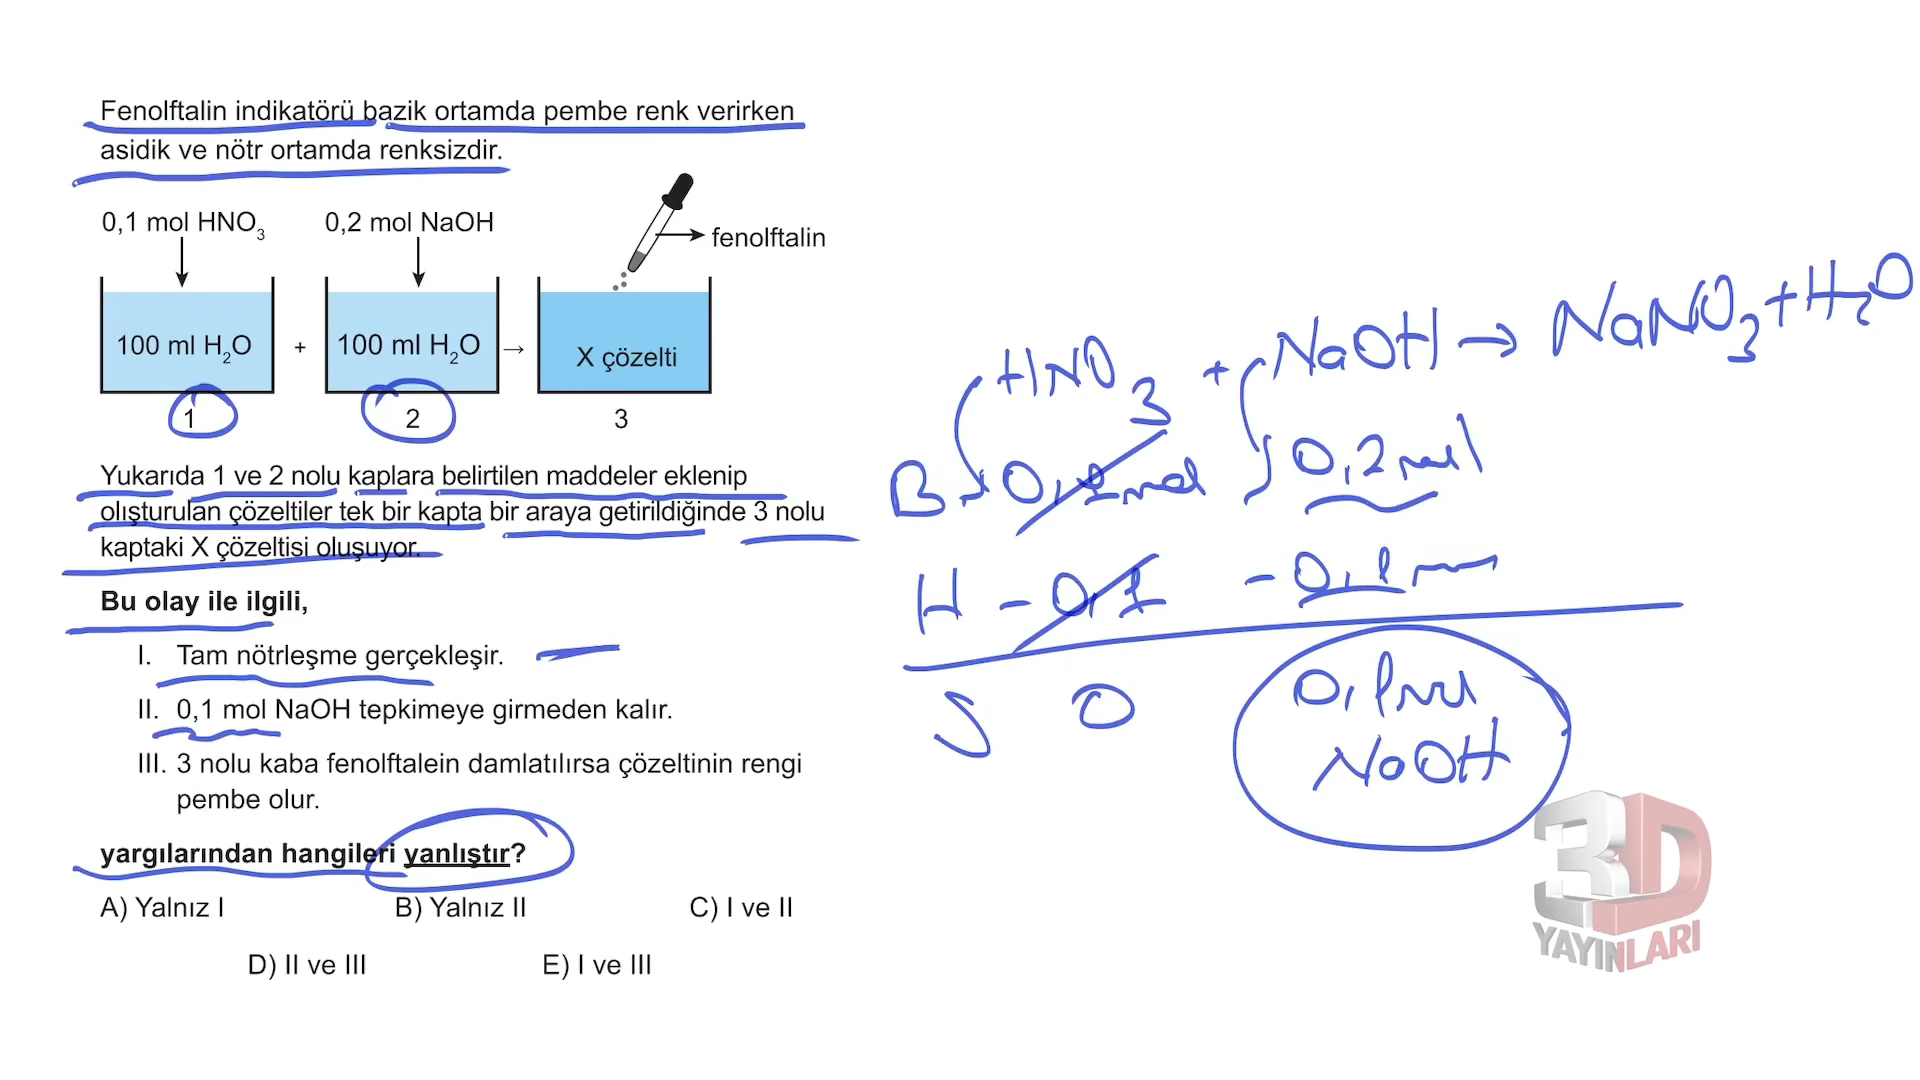 Fenolftalin indikatörü bazik ortamda pembe renk verirken
asidik ve nötr ortamda renksizdir.
0,1 mol HNO3
0,2 mol NaOH
fenolftalin
100 ml H2O
+
100 ml H2O
→
X çözelti
1
2
3
Yukarıda 1 ve 2 nolu kaplara belirtilen maddeler eklenip
olışturulan çözeltiler tek bir kapta bir araya getirildiğinde 3 nolu
kaptaki X çözeltisi oluşuyor.
Bu olay ile ilgili,
I. Tam nötrleşme gerçekleşir.
II. 0,1 mol NaOH tepkimeye girmeden kalır.
III. 3 nolu kaba fenolftalein damlatılırsa çözeltinin rengi
pembe olur.
yargılarından hangileri yanlıştır?
A) Yalnız I
B) Yalnız II
C) I ve II
D) II ve III
E) I ve III
HNO3 + NaOH → NaNO3 + H2O
B 0,1 mol 0,2 mol
H - 0,1 - 0,1 m
S 0 0,1 mol
NaOH
3D
YAYINLARI